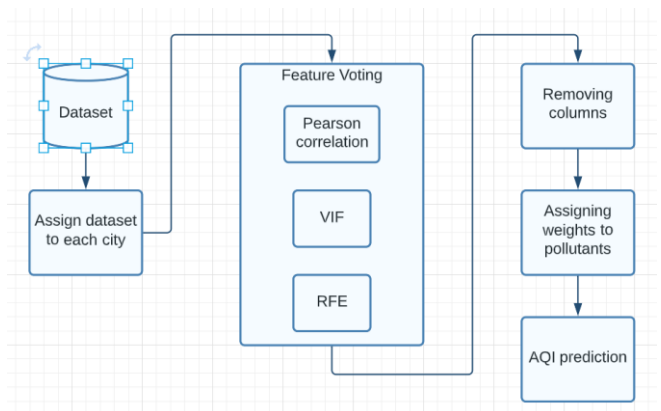 Dataset
Assign dataset
to each city
Feature Voting
Pearson
correlation
VIF
RFE
Removing
columns
Assigning
weights to
pollutants
AQI prediction